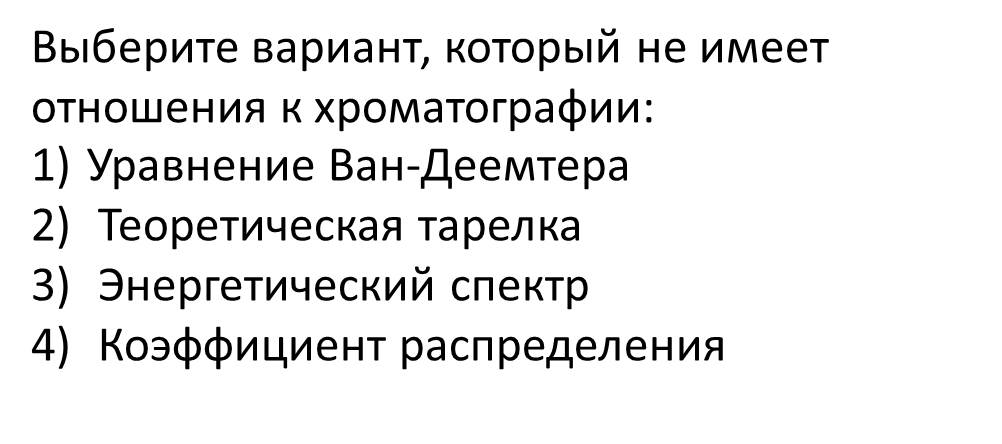 Выберите вариант, который не имеет
отношения к хроматографии:
1) Уравнение Ван-Деемтера
2) Теоретическая тарелка
3) Энергетический спектр
4) Коэффициент распределения